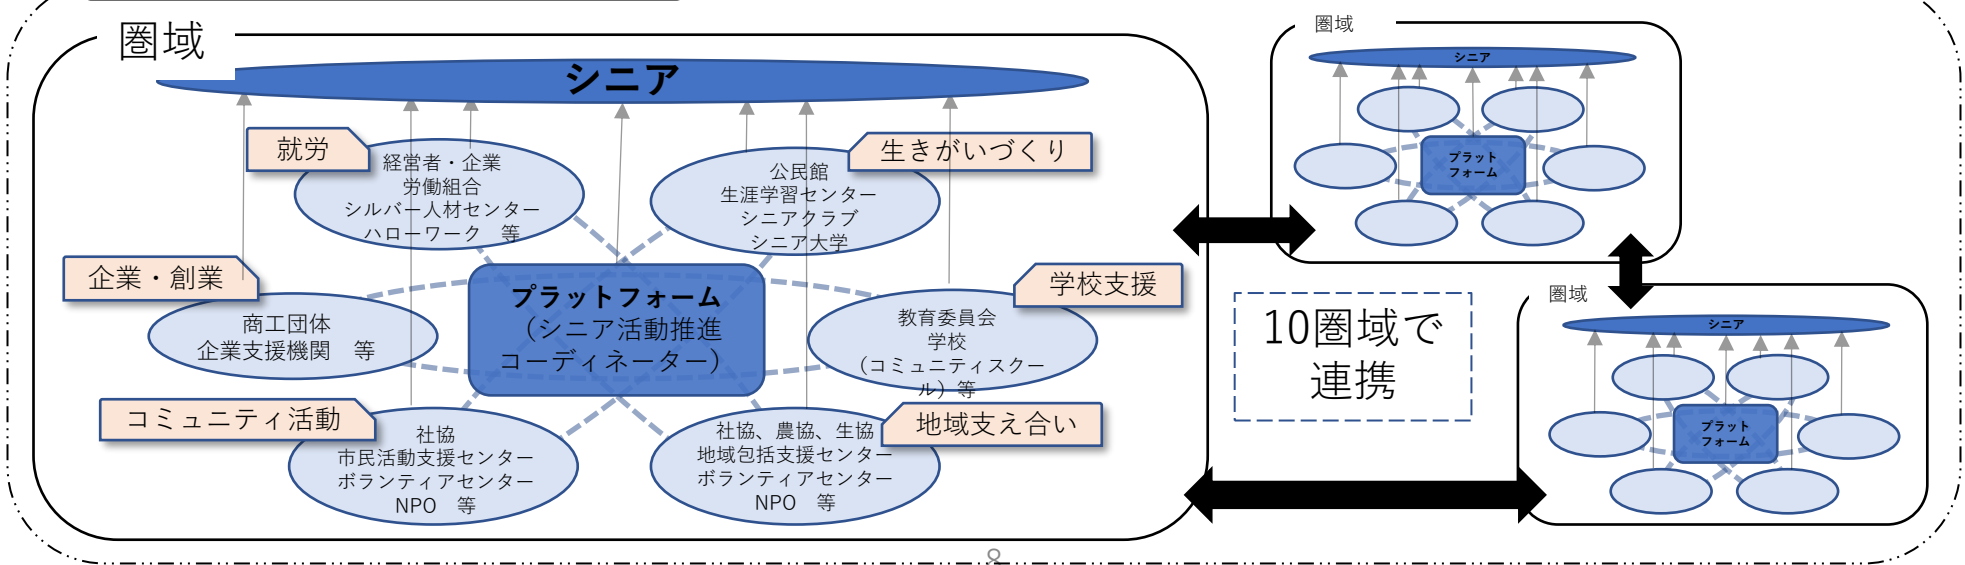 圏域
シニア
就労
経営者・企業
労働組合
シルバー人材センター
ハローワーク　等
生きがいづくり
公民館
生涯学習センター
シニアクラブ
シニア大学
企業・創業
商工団体
企業支援機関　等
プラットフォーム
（シニア活動推進
コーディネーター）
学校支援
教育委員会
学校
（コミュニティスクー
ル）等
コミュニティ活動
社協
市民活動支援センター
ボランティアセンター
NPO　等
地域支え合い
社協、農協、生協
地域包括支援センター
ボランティアセンター
NPO　等
10圏域で
連携
圏域
シニア
プラット
フォーム
圏域
シニア
プラット
フォーム
8